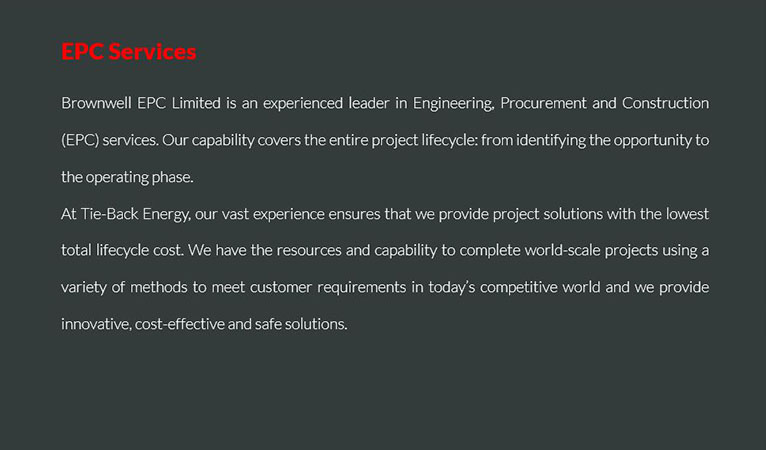 EPC Services
Brownwell EPC Limited is an experienced leader in Engineering, Procurement and Construction
(EPC) services. Our capability covers the entire project lifecycle: from identifying the opportunity to
the operating phase.
At Tie-Back Energy, our vast experience ensures that we provide project solutions with the lowest
total lifecycle cost. We have the resources and capability to complete world-scale projects using a
variety of methods to meet customer requirements in today's competitive world and we provide
innovative, cost-effective and safe solutions.